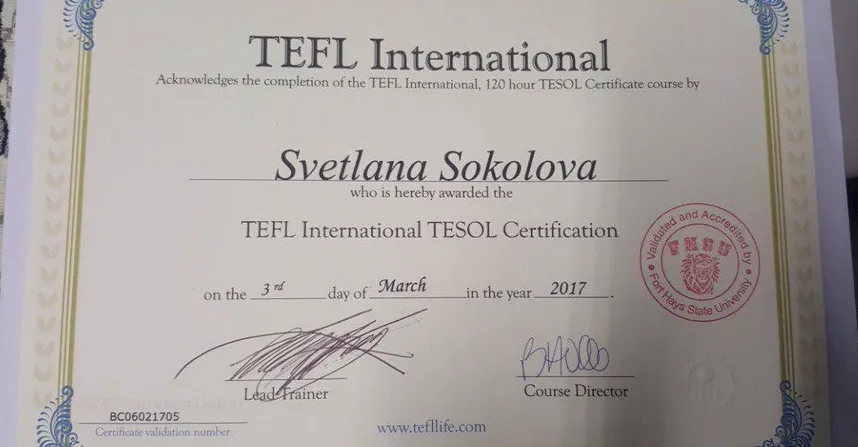 TEFL International
Acknowledges the completion of the TEFL International, 120 hour TESOL Certificate course by
Svetlana Sokolova
who is hereby awarded the
TEFL International TESOL Certification
Validated and Accredited by
FHSU
Fort Hays State University
on the 3rd day of March in the year 2017 .
Lead Trainer
Course Director
BC06021705
Certificate validation number
www.tefllife.com